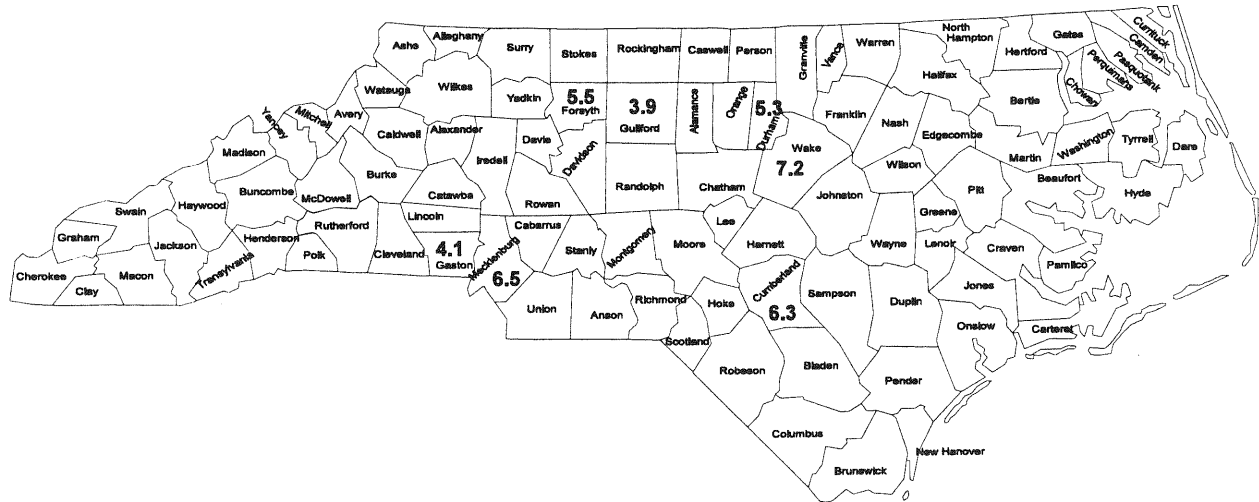 Ashe
Alleghany
Surry
Stokes
Rockingham
Caswell
Person
Granville
Vance
Warren
North
Hampton
Hertford
Gates
Currituck
Camden
Pasquotank
Perquimans
Chowan
Watauga
Wilkes
Yadkin
5.5
Forsyth
3.9
Guilford
Alamance
Orange
5.3
Durham
Franklin
Halifax
Bertie
Yancey
Mitchell
Avery
Caldwell
Alexander
Iredell
Davie
Davidson
Wake
7.2
Nash
Edgecombe
Martin
Washington
Tyrrell
Dare
Madison
Buncombe
McDowell
Burke
Catawba
Rowan
Randolph
Chatham
Johnston
Wilson
Pitt
Beaufort
Hyde
Swain
Haywood
Jackson
Henderson
Rutherford
Lincoln
Cabarrus
Stanly
Montgomery
Moore
Lee
Harnett
Wayne
Greene
Lenoir
Craven
Pamlico
Graham
Cherokee
Clay
Macon
Transylvania
Polk
Cleveland
4.1
Gaston
Mecklenburg
6.5
Union
Anson
Richmond
Hoke
Scotland
Cumberland
6.3
Sampson
Duplin
Jones
Onslow
Carteret
Robeson
Bladen
Pender
Columbus
Brunswick
New Hanover